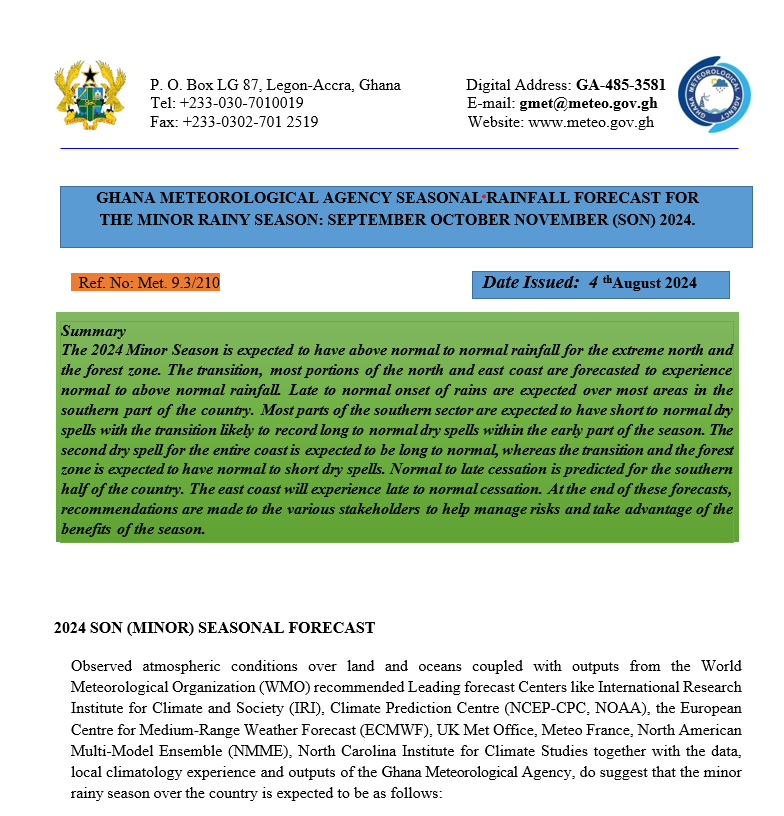 P. O. Box LG 87, Legon-Accra, Ghana
Tel: +233-030-7010019
Fax: +233-0302-701 2519
Digital Address: GA-485-3581
E-mail: gmet@meteo.gov.gh
Website: www.meteo.gov.gh
GHANA METEOROLOGICAL AGENCY
GHANA METEOROLOGICAL AGENCY SEASONAL RAINFALL FORECAST FOR
THE MINOR RAINY SEASON: SEPTEMBER OCTOBER NOVEMBER (SON) 2024.
Ref. No: Met. 9.3/210
Date Issued: 4 th August 2024
Summary
The 2024 Minor Season is expected to have above normal to normal rainfall for the extreme north and
the forest zone. The transition, most portions of the north and east coast are forecasted to experience
normal to above normal rainfall. Late to normal onset of rains are expected over most areas in the
southern part of the country. Most parts of the southern sector are expected to have short to normal dry
spells with the transition likely to record long to normal dry spells within the early part of the season. The
second dry spell for the entire coast is expected to be long to normal, whereas the transition and the forest
zone is expected to have normal to short dry spells. Normal to late cessation is predicted for the southern
half of the country. The east coast will experience late to normal cessation. At the end of these forecasts,
recommendations are made to the various stakeholders to help manage risks and take advantage of the
benefits of the season.
2024 SON (MINOR) SEASONAL FORECAST
Observed atmospheric conditions over land and oceans coupled with outputs from the World
Meteorological Organization (WMO) recommended Leading forecast Centers like International Research
Institute for Climate and Society (IRI), Climate Prediction Centre (NCEP-CPC, NOAA), the European
Centre for Medium-Range Weather Forecast (ECMWF), UK Met Office, Meteo France, North American
Multi-Model Ensemble (NMME), North Carolina Institute for Climate Studies together with the data,
local climatology experience and outputs of the Ghana Meteorological Agency, do suggest that the minor
rainy season over the country is expected to be as follows: